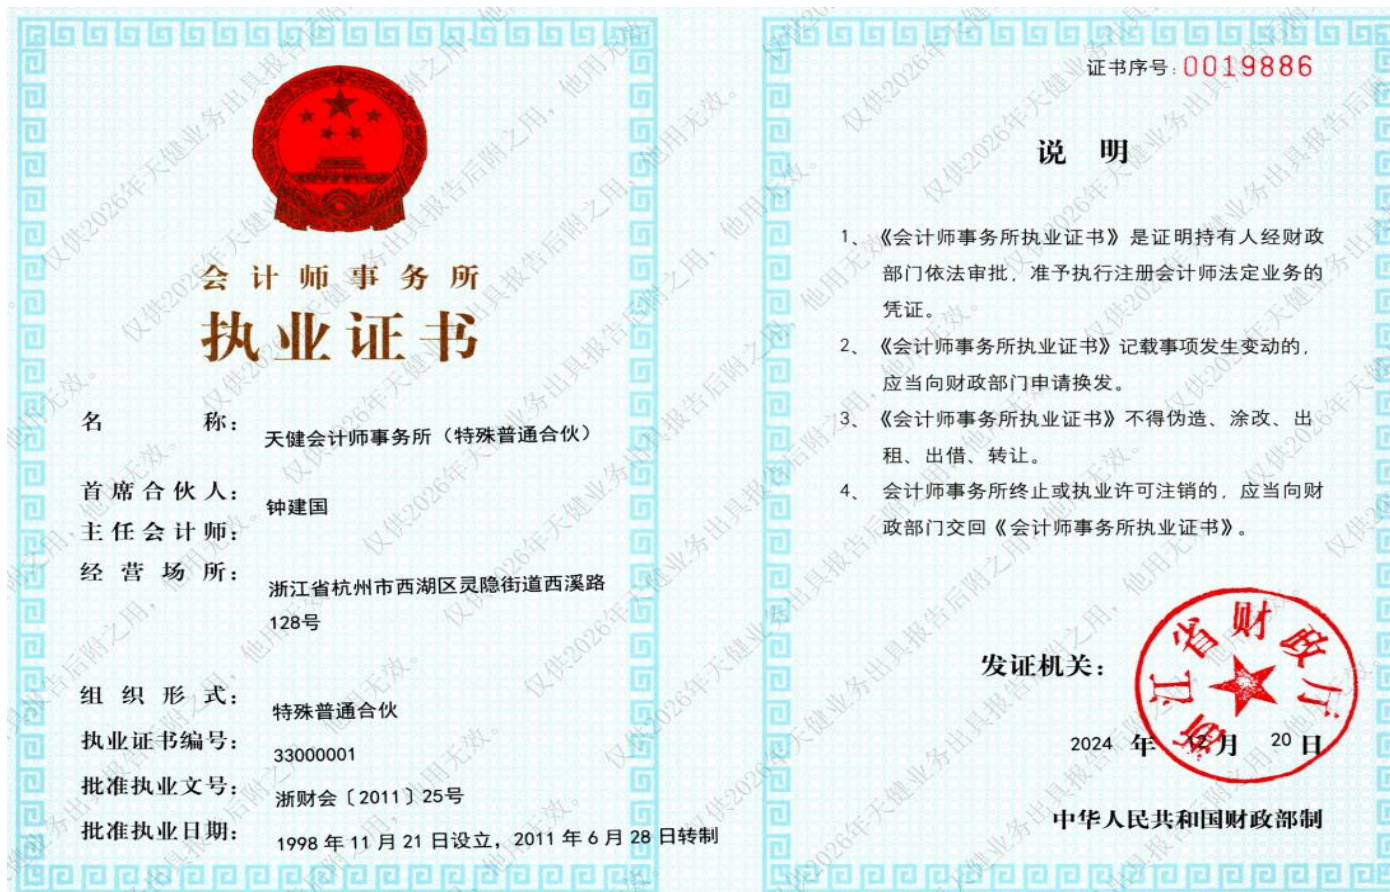 会计师事务所
执业证书
名称：
天健会计师事务所（特殊普通合伙）
首席合伙人：
钟建国
主任会计师：
经营场所：
浙江省杭州市西湖区灵隐街道西溪路
128号
组织形式：
特殊普通合伙
执业证书编号：
33000001
批准执业文号：
浙财会〔2011〕25号
批准执业日期：
1998 年 11 月 21 日设立，2011 年 6 月 28 日转制
证书序号：0019886
说 明
1、《会计师事务所执业证书》是证明持有人经财政
部门依法审批，准予执行注册会计师法定业务的
凭证。
2、《会计师事务所执业证书》记载事项发生变动的，
应当向财政部门申请换发。
3、《会计师事务所执业证书》不得伪造、涂改、出
租、出借、转让。
4、会计师事务所终止或执业许可注销的，应当向财
政部门交回《会计师事务所执业证书》。
发证机关：
浙江省财政厅
2024 年 12 月 20 日
中华人民共和国财政部制
仅供2026年天健业务出具报告后附之用，他用无效。